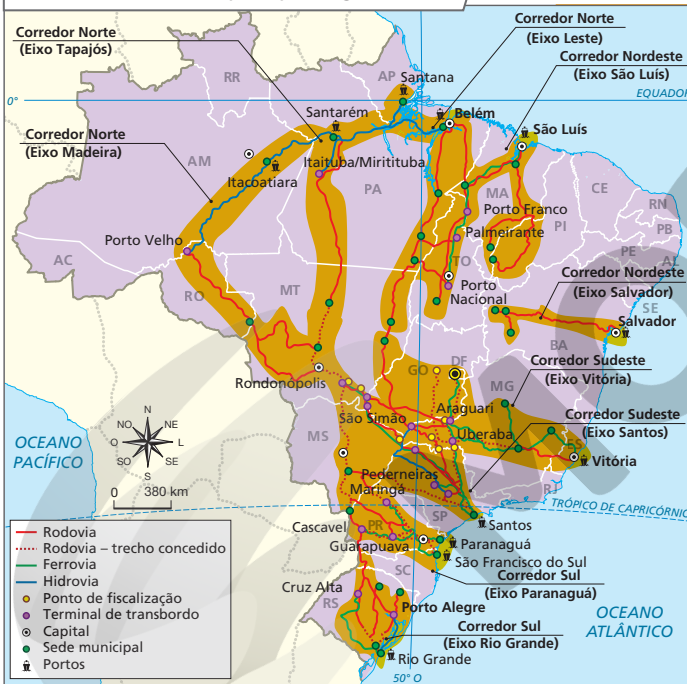 Corredor Norte
(Eixo Tapajós)
Corredor Norte
(Eixo Leste)
Corredor Nordeste
(Eixo São Luís)
RR
AP
Santana
0°
EQUADOR
Santarém
Belém
São Luís
Corredor Norte
(Eixo Madeira)
AM
Itacoatiara
Itaituba/Miritituba
PA
MA
CE
Porto Franco
RN
PI
PB
Palmeirante
PE
AL
Porto Velho
AC
TO
RO
MT
Porto
Nacional
Corredor Nordeste
(Eixo Salvador)
SE
Salvador
BA
Rondonópolis
GO
DF
Corredor Sudeste
(Eixo Vitória)
MG
São Simão
Araguari
Corredor Sudeste
(Eixo Santos)
Uberaba
ES
Vitória
MS
Pederneiras
RJ
Maringá
SP
TRÓPICO DE CAPRICÓRNIO
Santos
Cascavel
PR
Guarapuava
Paranaguá
São Francisco do Sul
SC
Corredor Sul
(Eixo Paranaguá)
Cruz Alta
RS
Porto Alegre
Corredor Sul
(Eixo Rio Grande)
Rio Grande
50° O
OCEANO
PACÍFICO
OCEANO
ATLÂNTICO
N
NO
NE
O
L
SO
SE
S
0
380 km
Rodovia
Rodovia – trecho concedido
Ferrovia
Hidrovia
Ponto de fiscalização
Terminal de transbordo
Capital
Sede municipal
Portos